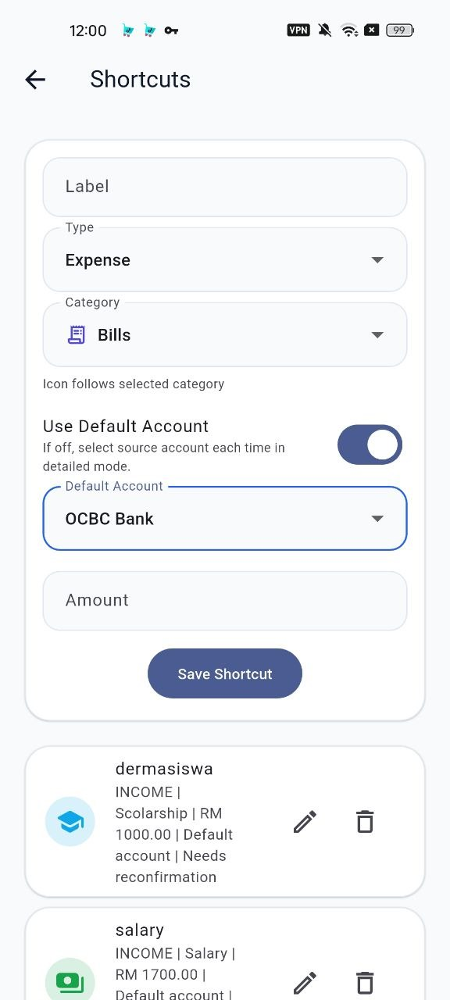 12:00
VPN
99
Shortcuts
Label
Type
Expense
Category
Bills
Icon follows selected category
Use Default Account
If off, select source account each time in
detailed mode.
Default Account
OCBC Bank
Amount
Save Shortcut
dermasiswa
INCOME |
Scolarship | RM
1000.00 | Default
account | Needs
reconfirmation
salary
INCOME | Salary |
RM 1700.00 |
Default account |